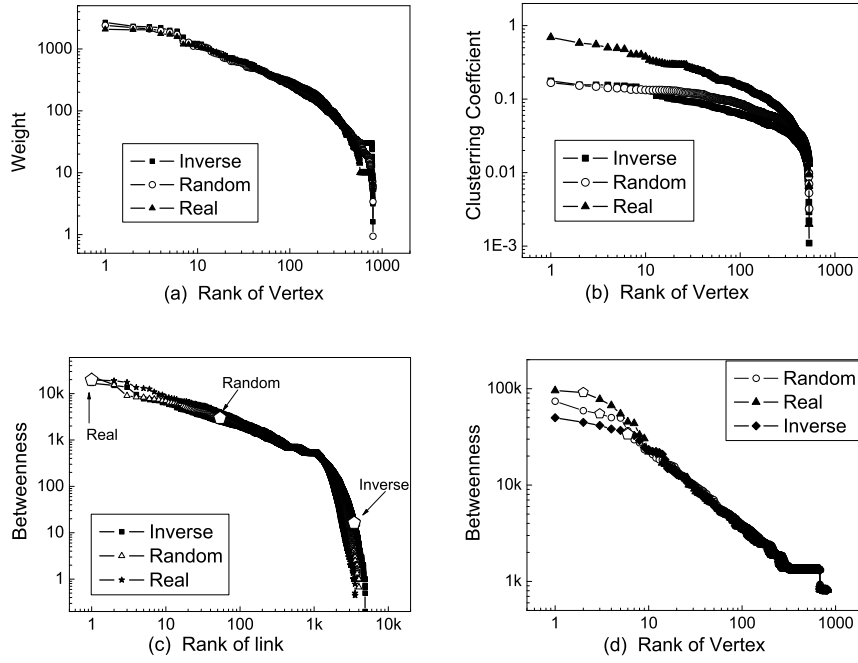 1000
100
10
1
Weight
Inverse
Random
Real
1
10
100
1000
(a) Rank of Vertex
1
0.1
0.01
1E-3
Clusterring Coeffcient
Inverse
Random
Real
1
10
100
1000
(b) Rank of Vertex
10k
1k
100
10
1
Betweenness
Real
Random
Inverse
Inverse
Random
Real
1
10
100
1k
10k
(c) Rank of link
100k
10k
1k
Betweenness
Random
Real
Inverse
1
10
100
1000
(d) Rank of Vertex